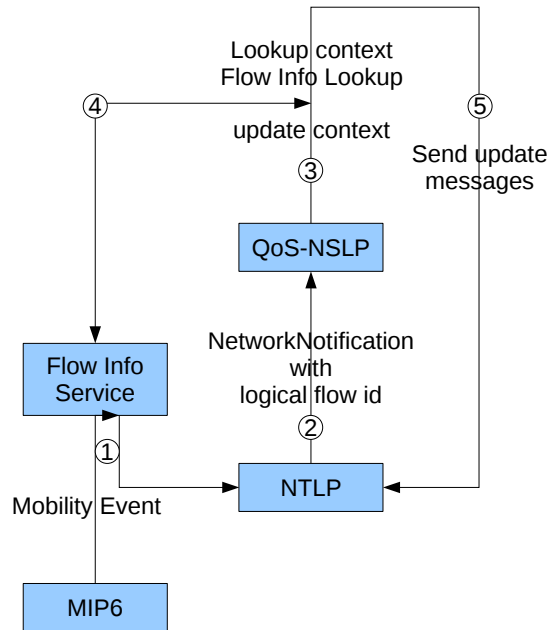 Lookup context
Flow Info Lookup
④
⑤
update context
Send update
messages
③
QoS-NSLP
NetworkNotification
with
logical flow id
Flow Info
Service
②
①
NTLP
Mobility Event
MIP6